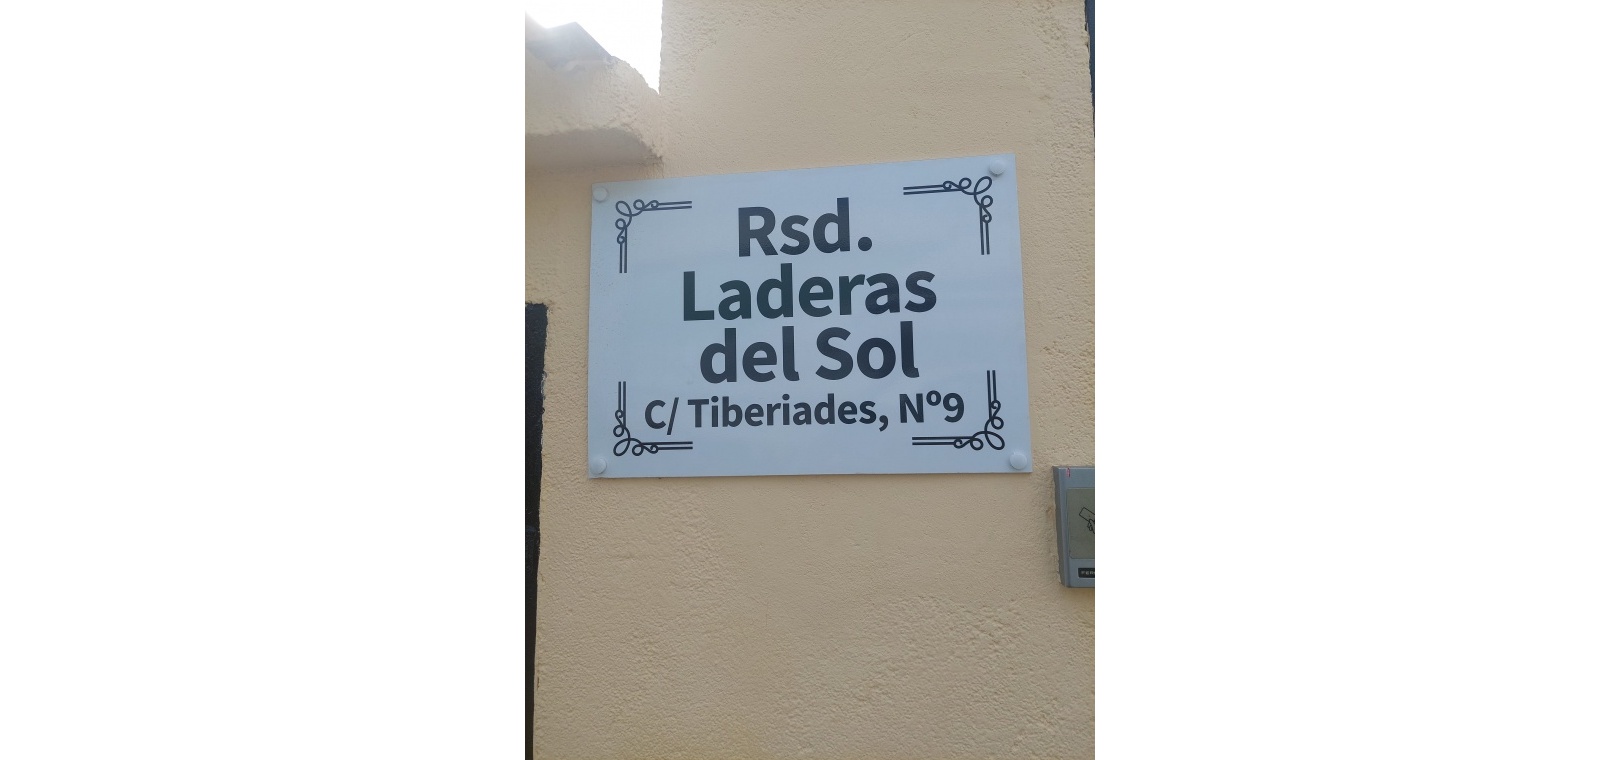 Rsd.
Laderas
del Sol
C/ Tiberiades, Nº9